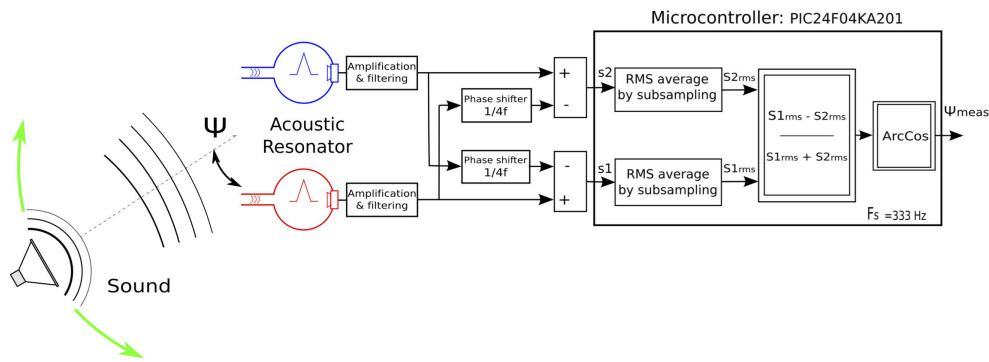 Microcontroller: PIC24F04KA201
Amplification
& filtering
+
-
s2
RMS average
by subsampling
S2rms
Phase shifter
1/4f
S1rms - S2rms
S1rms + S2rms
ArcCos
Ψmeas
Ψ
Acoustic
Resonator
Phase shifter
1/4f
-
+
s1
RMS average
by subsampling
S1rms
Amplification
& filtering
Fs =333 Hz
Sound